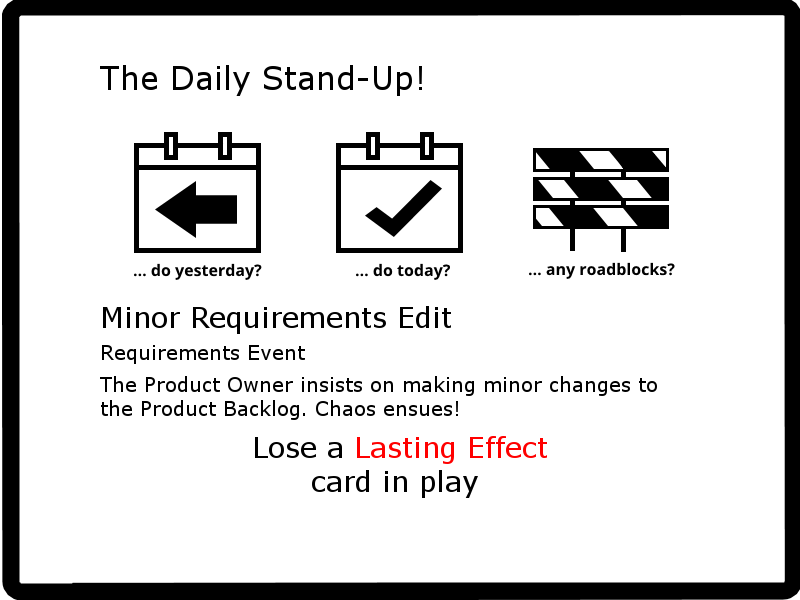 The Daily Stand-Up!
... do yesterday?
... do today?
... any roadblocks?
Minor Requirements Edit
Requirements Event
The Product Owner insists on making minor changes to
the Product Backlog. Chaos ensues!
Lose a Lasting Effect
card in play